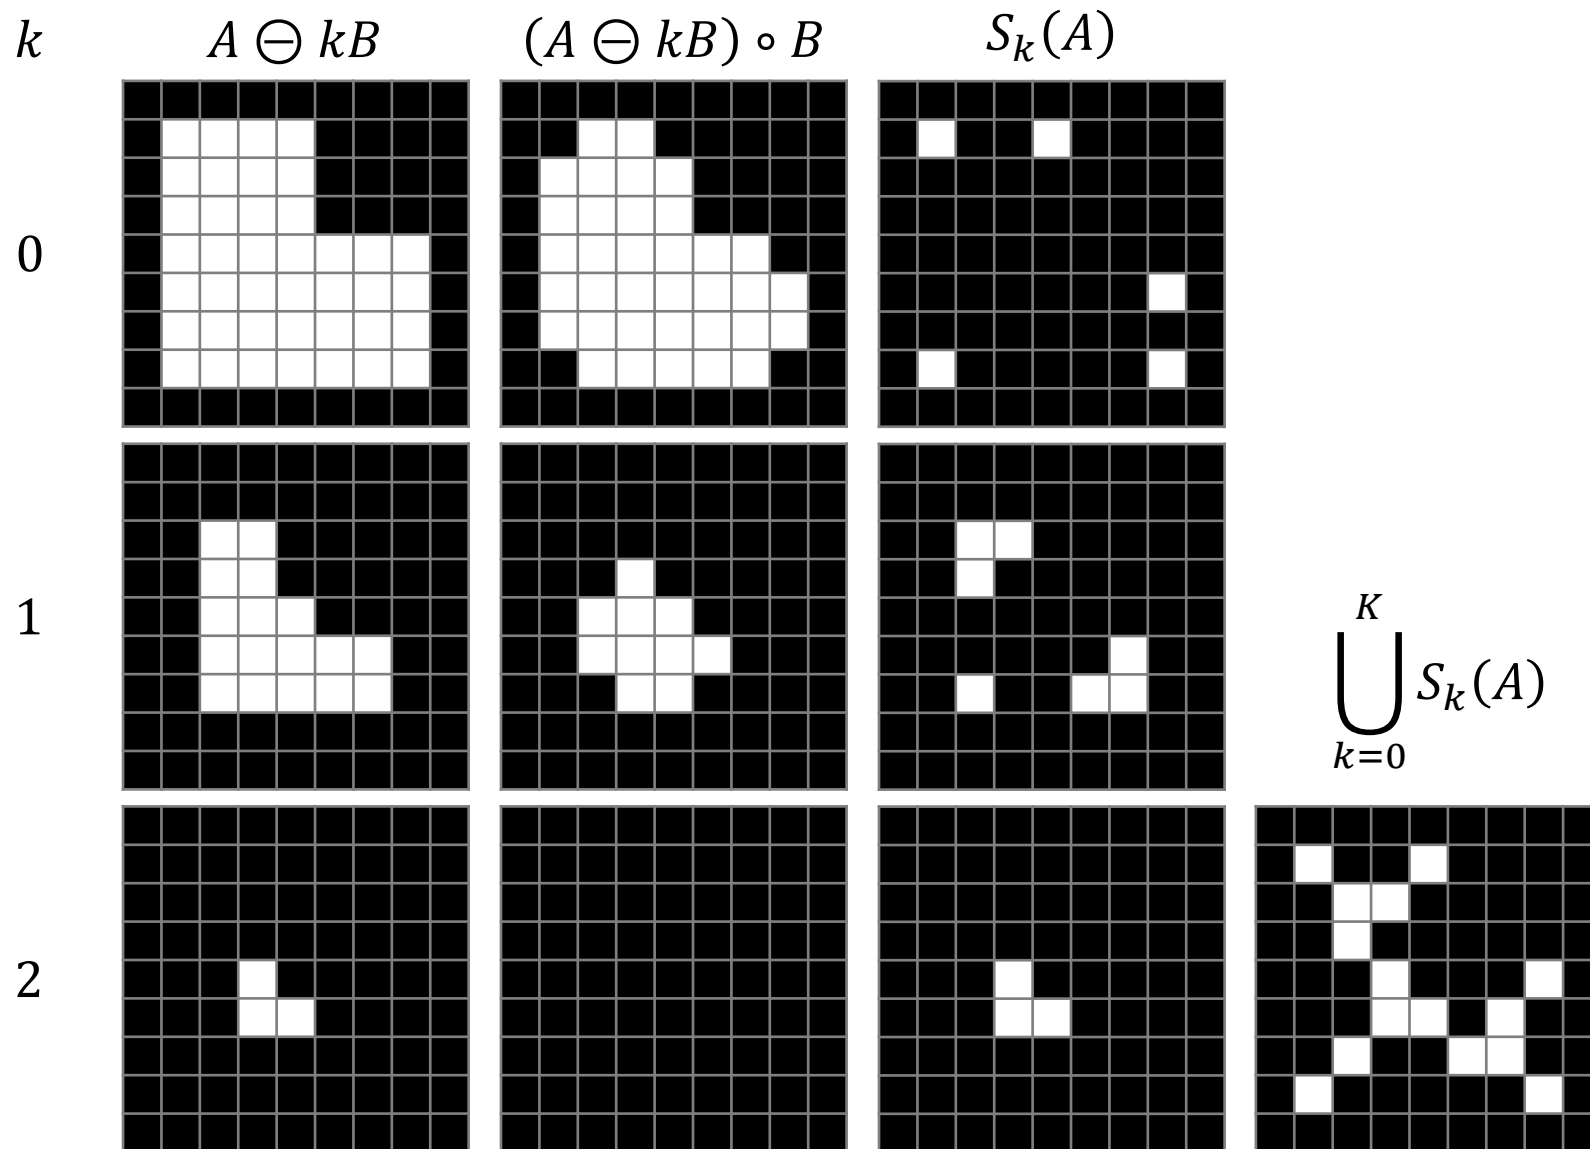 k A ⊖ kB (A ⊖ kB) ∘ B S_k(A)
0
1
K
⋃ S_k(A)
k=0
2